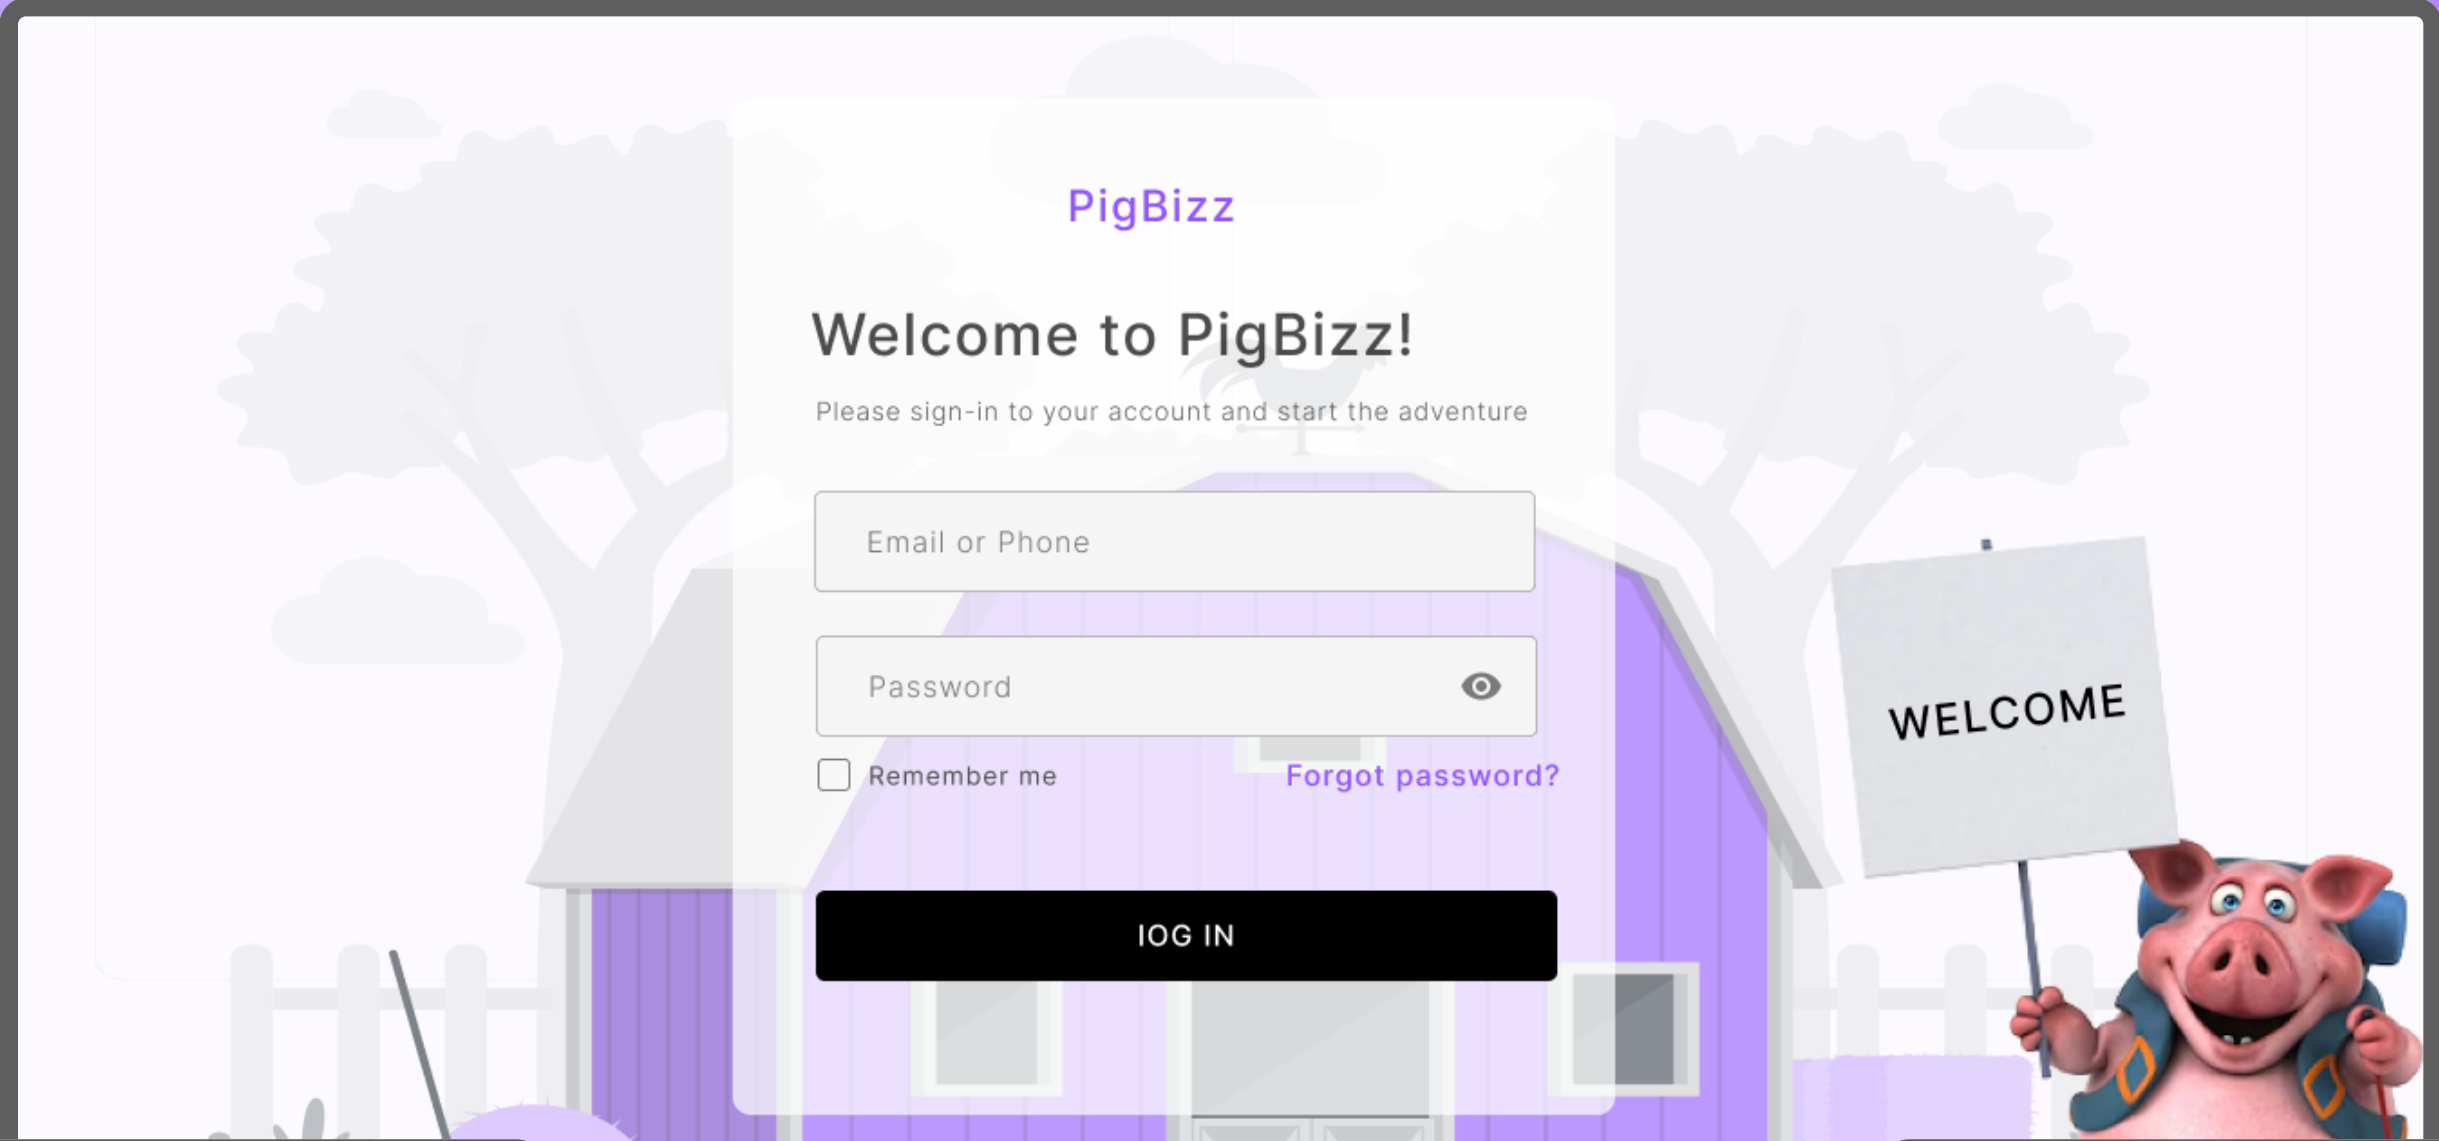 PigBizz
Welcome to PigBizz!
Please sign-in to your account and start the adventure
Email or Phone
Password
Remember me
Forgot password?
lOG IN
WELCOME